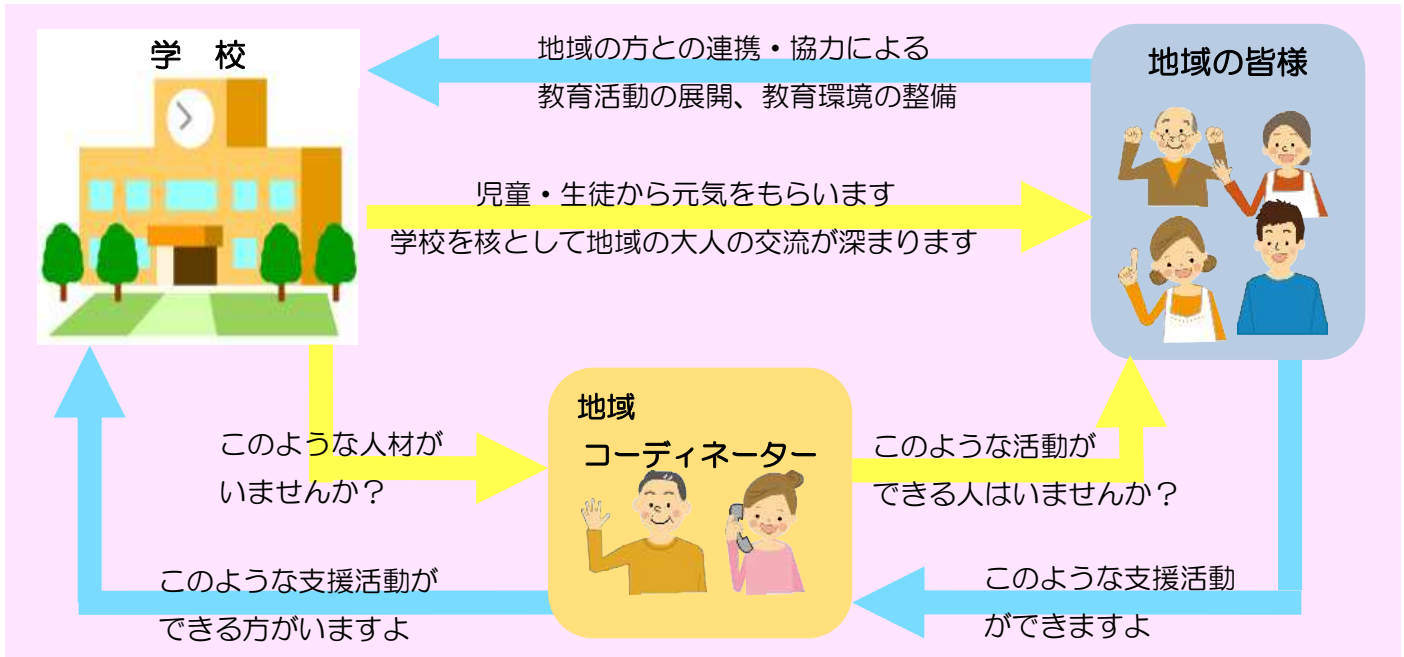 学　校
地域の方との連携・協力による
教育活動の展開、教育環境の整備
地域の皆様
児童・生徒から元気をもらいます
学校を核として地域の大人の交流が深まります
地域
コーディネーター
このような人材が
いませんか？
このような活動が
できる人はいませんか？
このような支援活動が
できる方がいますよ
このような支援活動
ができますよ